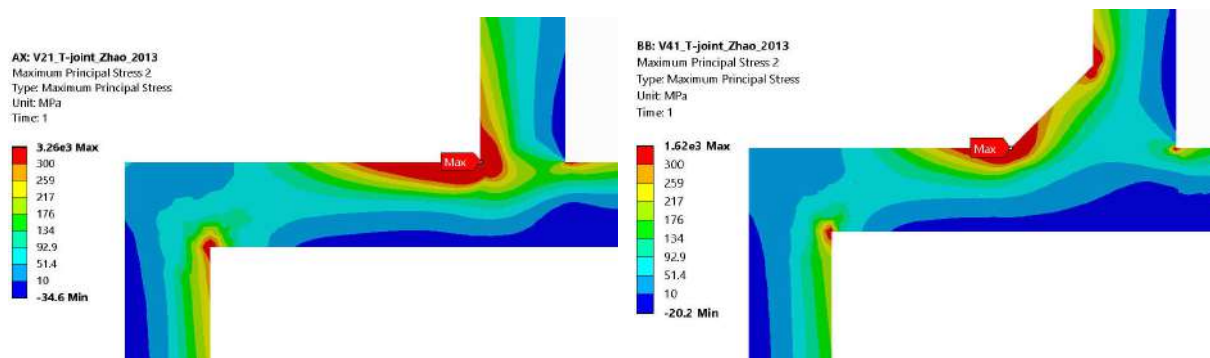 AX: V21_T-joint_Zhao_2013
Maximum Principal Stress 2
Type: Maximum Principal Stress
Unit: MPa
Time: 1
3.26e3 Max
300
259
217
176
134
92.9
51.4
10
-34.6 Min
Max
BB: V41_T-joint_Zhao_2013
Maximum Principal Stress 2
Type: Maximum Principal Stress
Unit: MPa
Time: 1
1.62e3 Max
300
259
217
176
134
92.9
51.4
10
-20.2 Min
Max